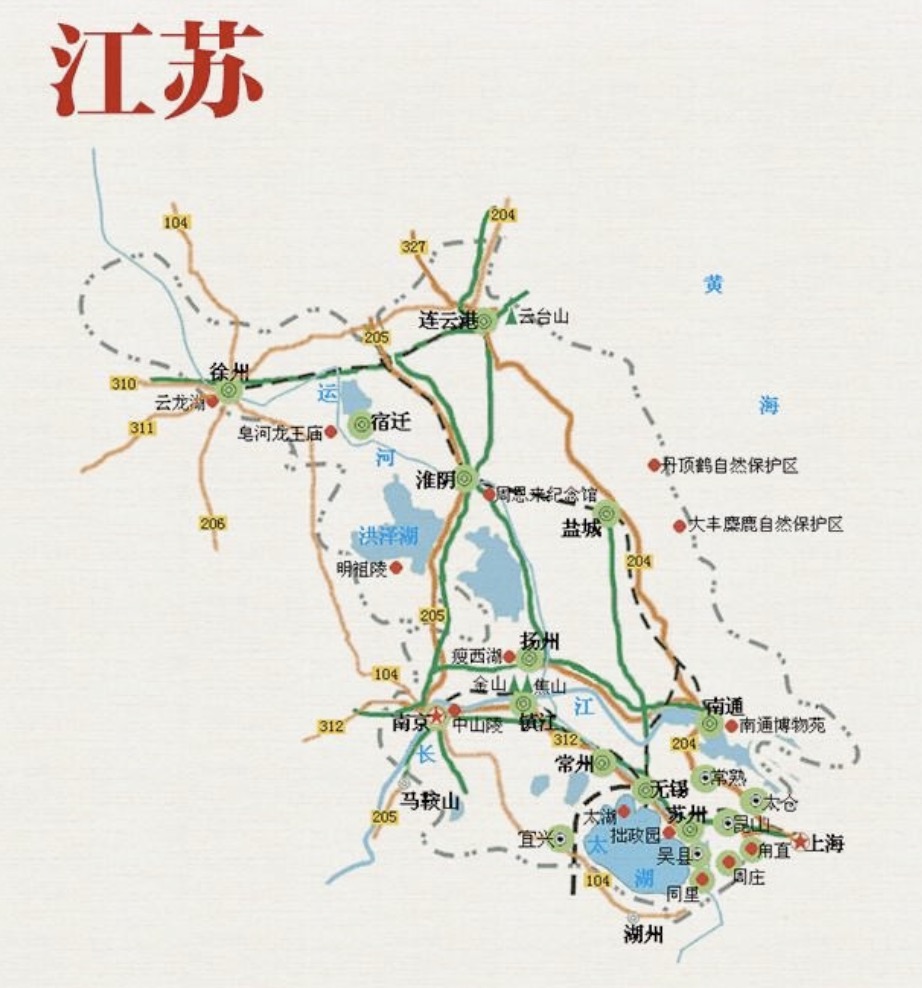 江苏
104
204
327
黄
连云港
云台山
205
徐州
310
云龙湖
运
海
311
宿迁
皂河龙王庙
河
丹顶鹤自然保护区
淮阴
周恩来纪念馆
206
盐城
大丰麋鹿自然保护区
洪泽湖
明祖陵
204
205
扬州
瘦西湖
104
金山
焦山
江
南通
312
南京
中山陵
镇江
南通博物苑
312
204
长
常州
常熟
马鞍山
无锡
太仓
205
太湖
苏州
昆山
宜兴
太
拙政园
上海
吴县
角直
104
湖
周庄
同里
湖州